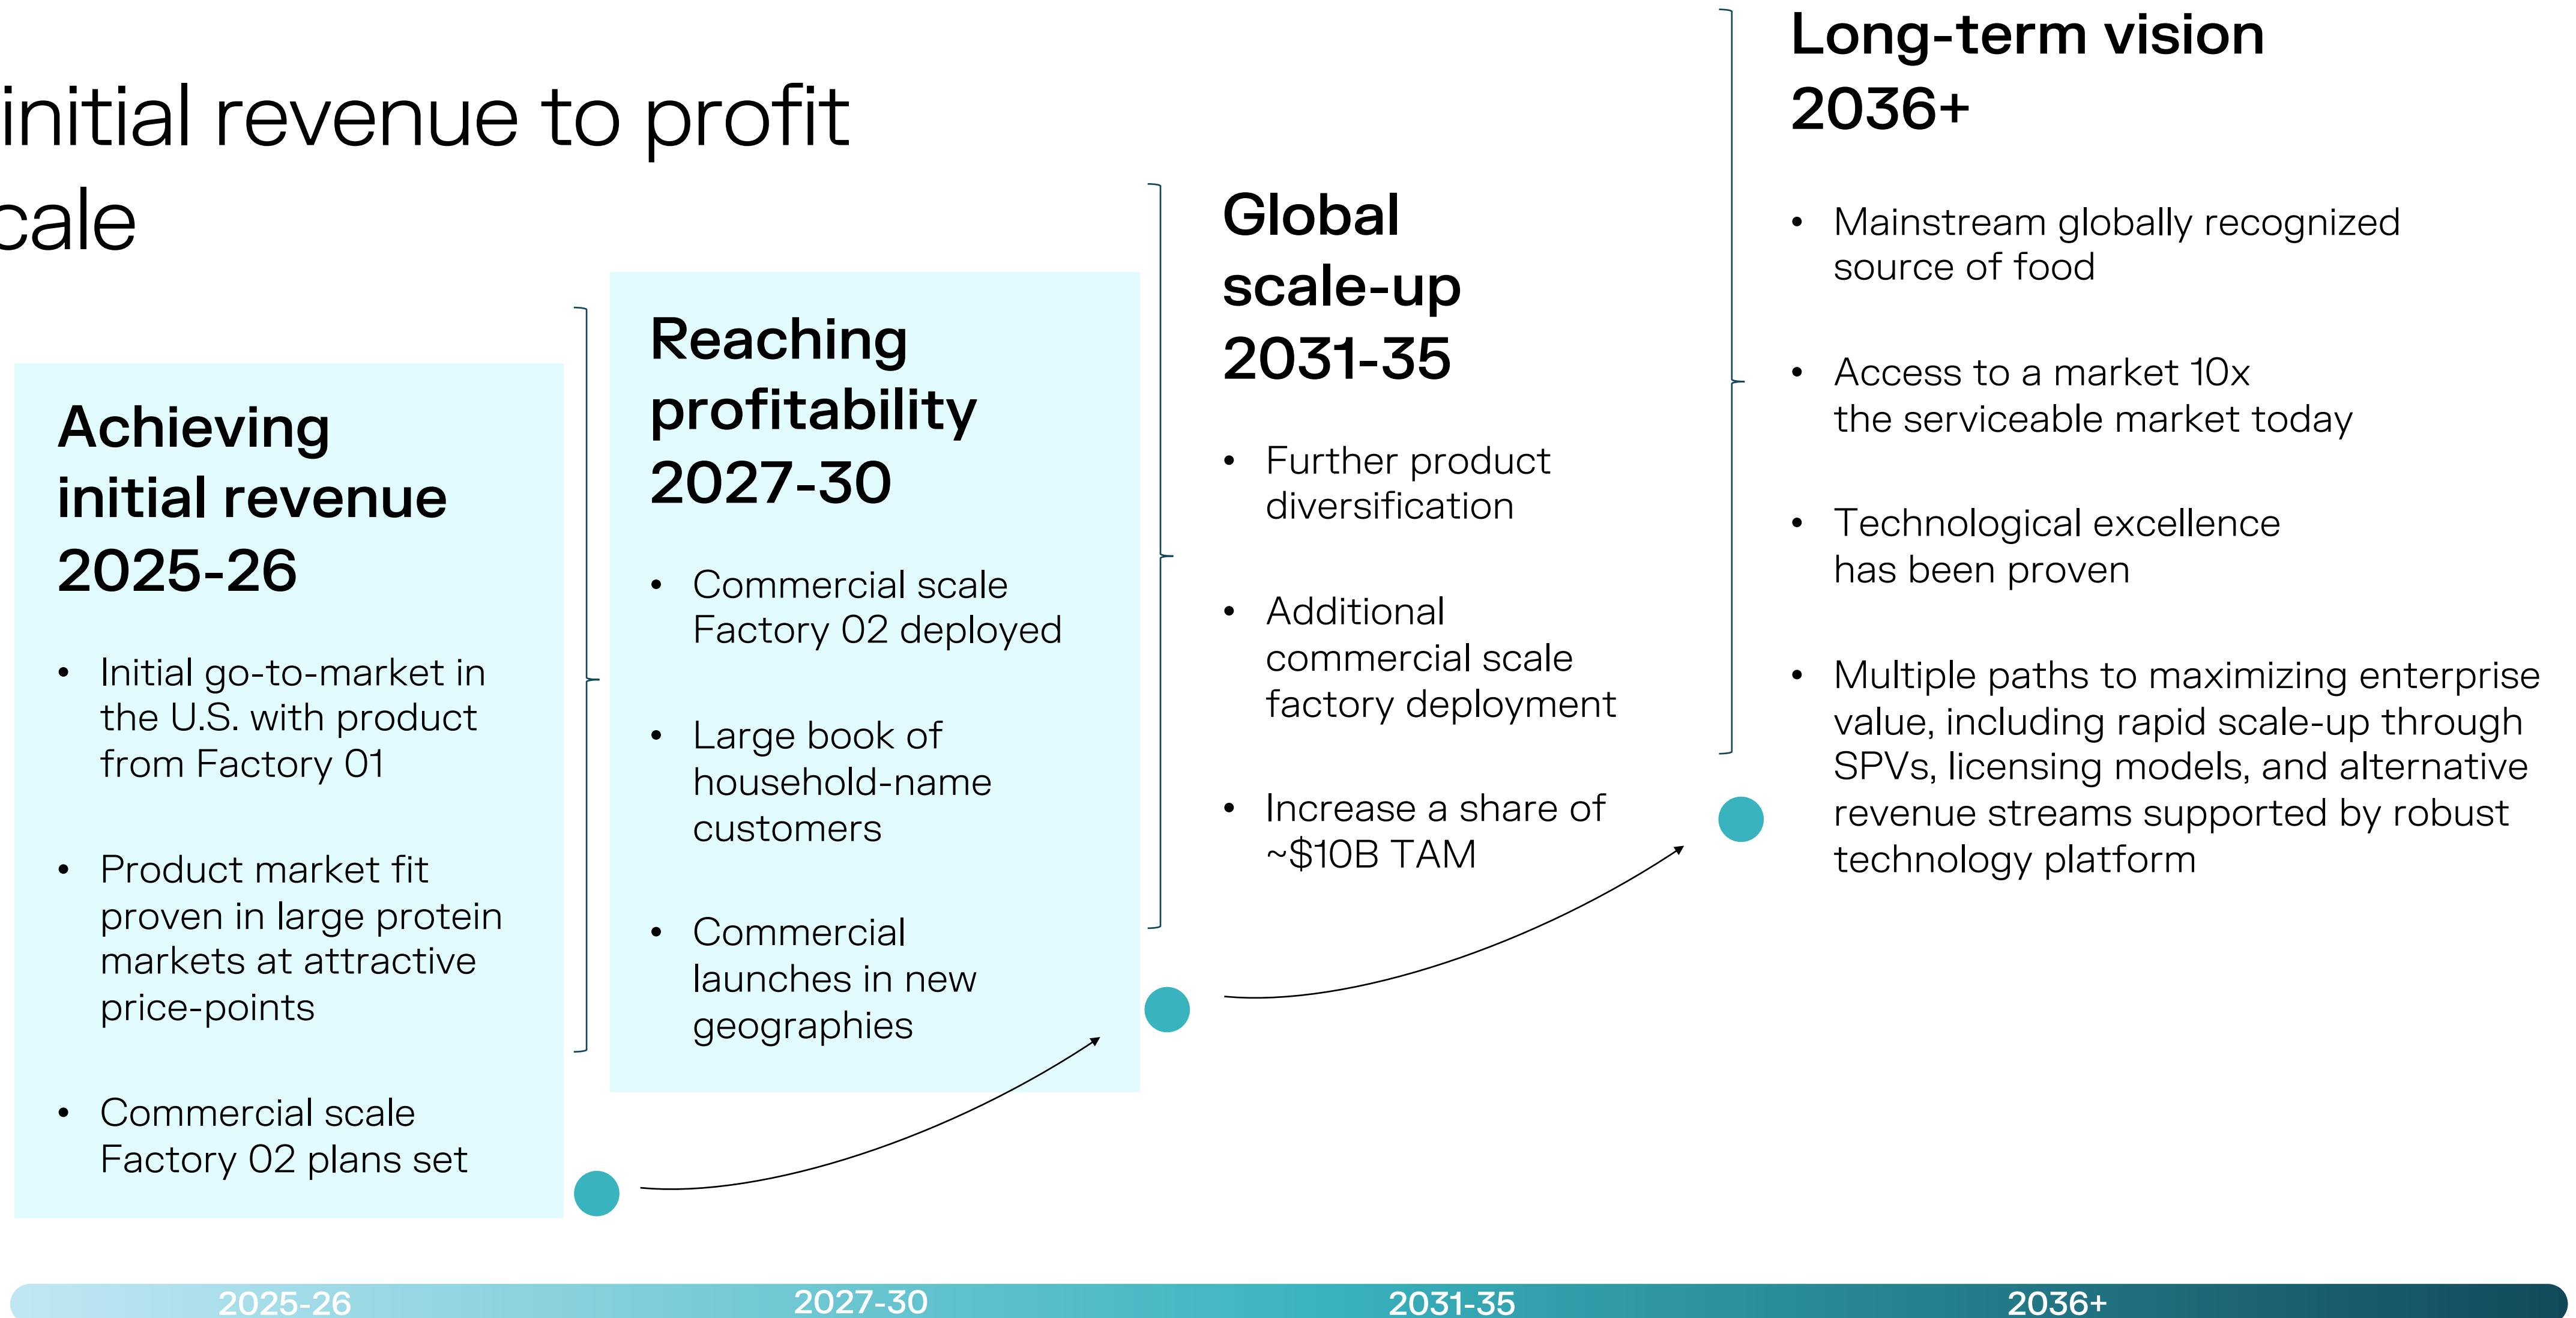 initial revenue to profit
cale
Achieving
initial revenue
2025-26
• Initial go-to-market in
the U.S. with product
from Factory 01
• Product market fit
proven in large protein
markets at attractive
price-points
• Commercial scale
Factory 02 plans set
Reaching
profitability
2027-30
• Commercial scale
Factory 02 deployed
• Large book of
household-name
customers
• Commercial
launches in new
geographies
Global
scale-up
2031-35
• Further product
diversification
• Additional
commercial scale
factory deployment
• Increase a share of
~$10B TAM
Long-term vision
2036+
• Mainstream globally recognized
source of food
• Access to a market 10x
the serviceable market today
• Technological excellence
has been proven
• Multiple paths to maximizing enterprise
value, including rapid scale-up through
SPVs, licensing models, and alternative
revenue streams supported by robust
technology platform
2025-26
2027-30
2031-35
2036+